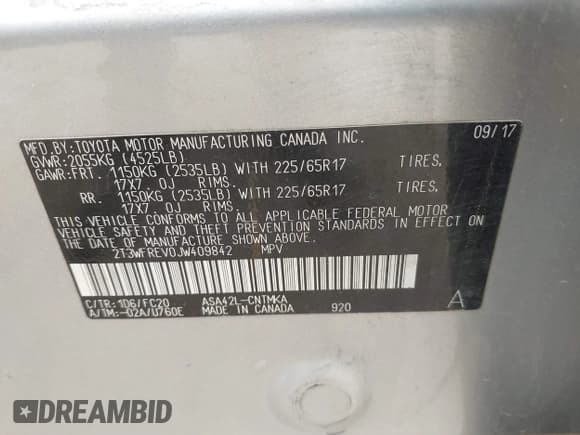 MFD. BY: TOYOTA MOTOR MANUFACTURING CANADA INC. 09/17
GVWR: 2055KG (4525LB)
GAWR: FRT. 1150KG (2535LB) WITH 225/65R17 TIRES.
17X7.0J RIMS.
RR. 1150KG (2535LB) WITH 225/65R17 TIRES.
17X7.0J RIMS.
THIS VEHICLE CONFORMS TO ALL APPLICABLE FEDERAL MOTOR
VEHICLE SAFETY AND THEFT PREVENTION STANDARDS IN EFFECT ON
THE DATE OF MANUFACTURE SHOWN ABOVE.
2T3WFREV0JW409842 MPV
C/TR: 1D6/FC20 ASA42L-CNTMKA A
A/TM: -02A/U760E MADE IN CANADA 920
DREAMBID